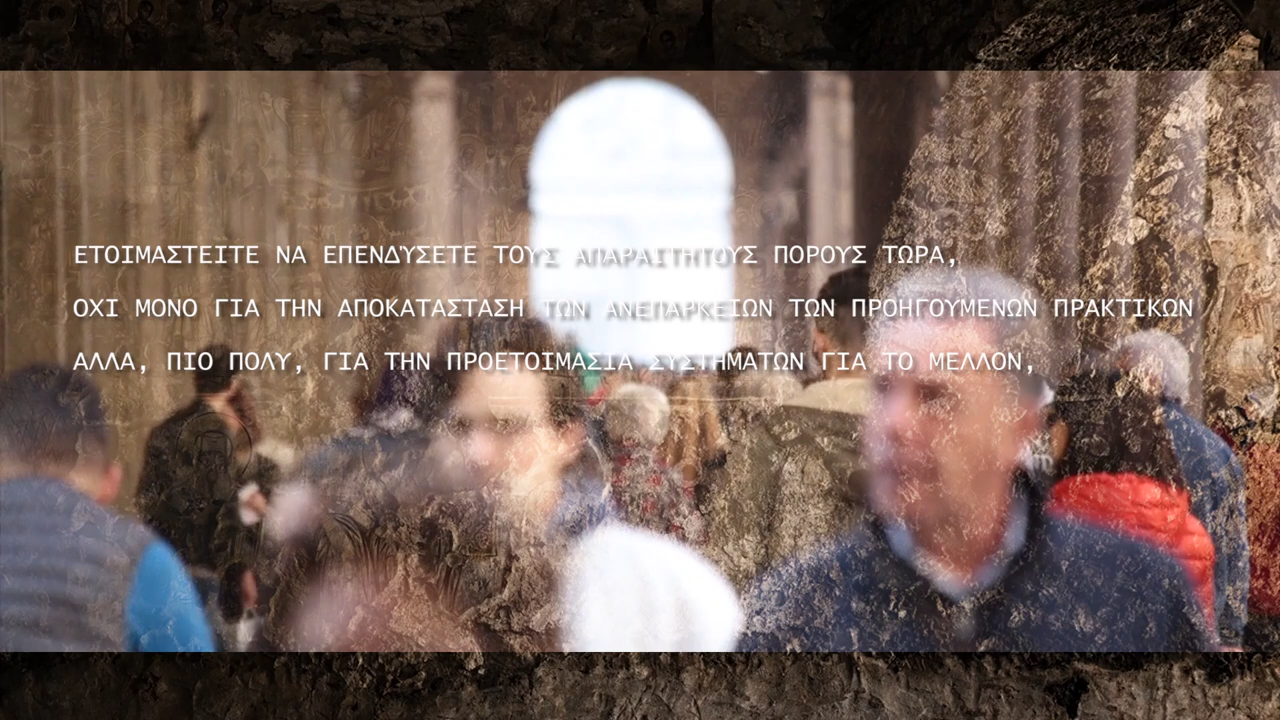 ΕΤΟΙΜΑΣΤΕΙΤΕ ΝΑ ΕΠΕΝΔΎΣΕΤΕ ΤΟΥΣ ΑΠΑΡΑΙΤΗΤΟΥΣ ΠΟΡΟΥΣ ΤΩΡΑ,
ΟΧΙ ΜΟΝΟ ΓΙΑ ΤΗΝ ΑΠΟΚΑΤΑΣΤΑΣΗ ΤΩΝ ΑΝΕΠΑΡΚΕΙΩΝ ΤΩΝ ΠΡΟΗΓΟΥΜΕΝΩΝ ΠΡΑΚΤΙΚΩΝ
ΑΛΛΑ, ΠΙΟ ΠΟΛΥ, ΓΙΑ ΤΗΝ ΠΡΟΕΤΟΙΜΑΣΙΑ ΣΥΣΤΗΜΑΤΩΝ ΓΙΑ ΤΟ ΜΕΛΛΟΝ,